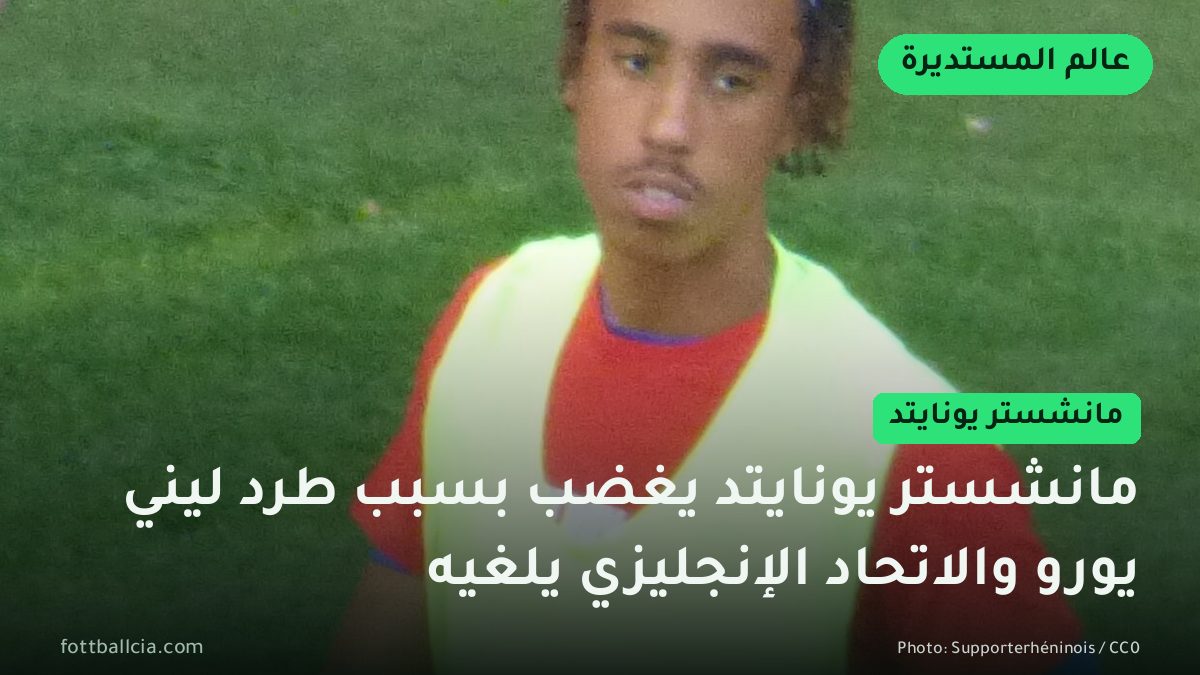 عالم المستديرة
مانشستر يونايتد
مانشستر يونايتد يغضب بسبب طرد ليني
يورو والاتحاد الإنجليزي يلغيه
fottballcia.com
Photo: Supporterhéninois / CC0